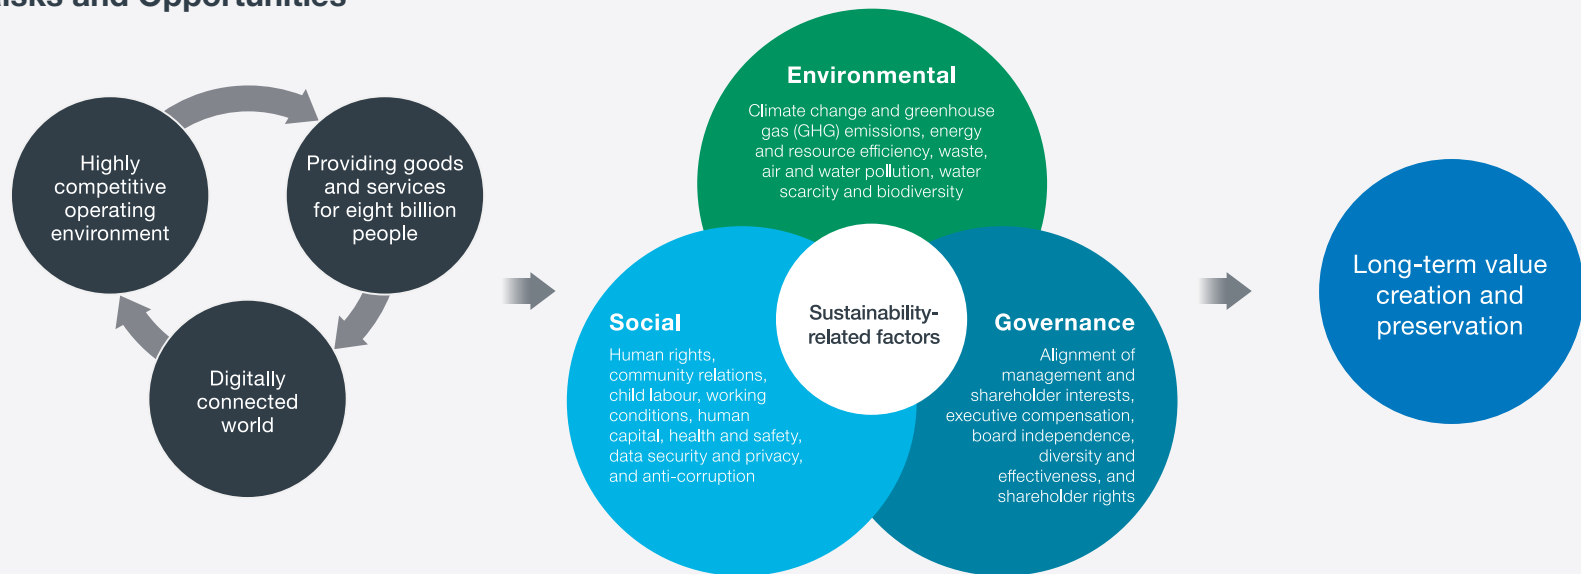 and Opportunities
Highly
competitive
operating
environment
Providing goods
and services
for eight billion
people
Digitally
connected
world
Environmental
Climate change and greenhouse
gas (GHG) emissions, energy
and resource efficiency, waste,
air and water pollution, water
scarcity and biodiversity
Social
Human rights,
community relations,
child labour, working
conditions, human
capital, health and safety,
data security and privacy,
and anti-corruption
Sustainability-
related factors
Governance
Alignment of
management and
shareholder interests,
executive compensation,
board independence,
diversity and
effectiveness, and
shareholder rights
Long-term value
creation and
preservation